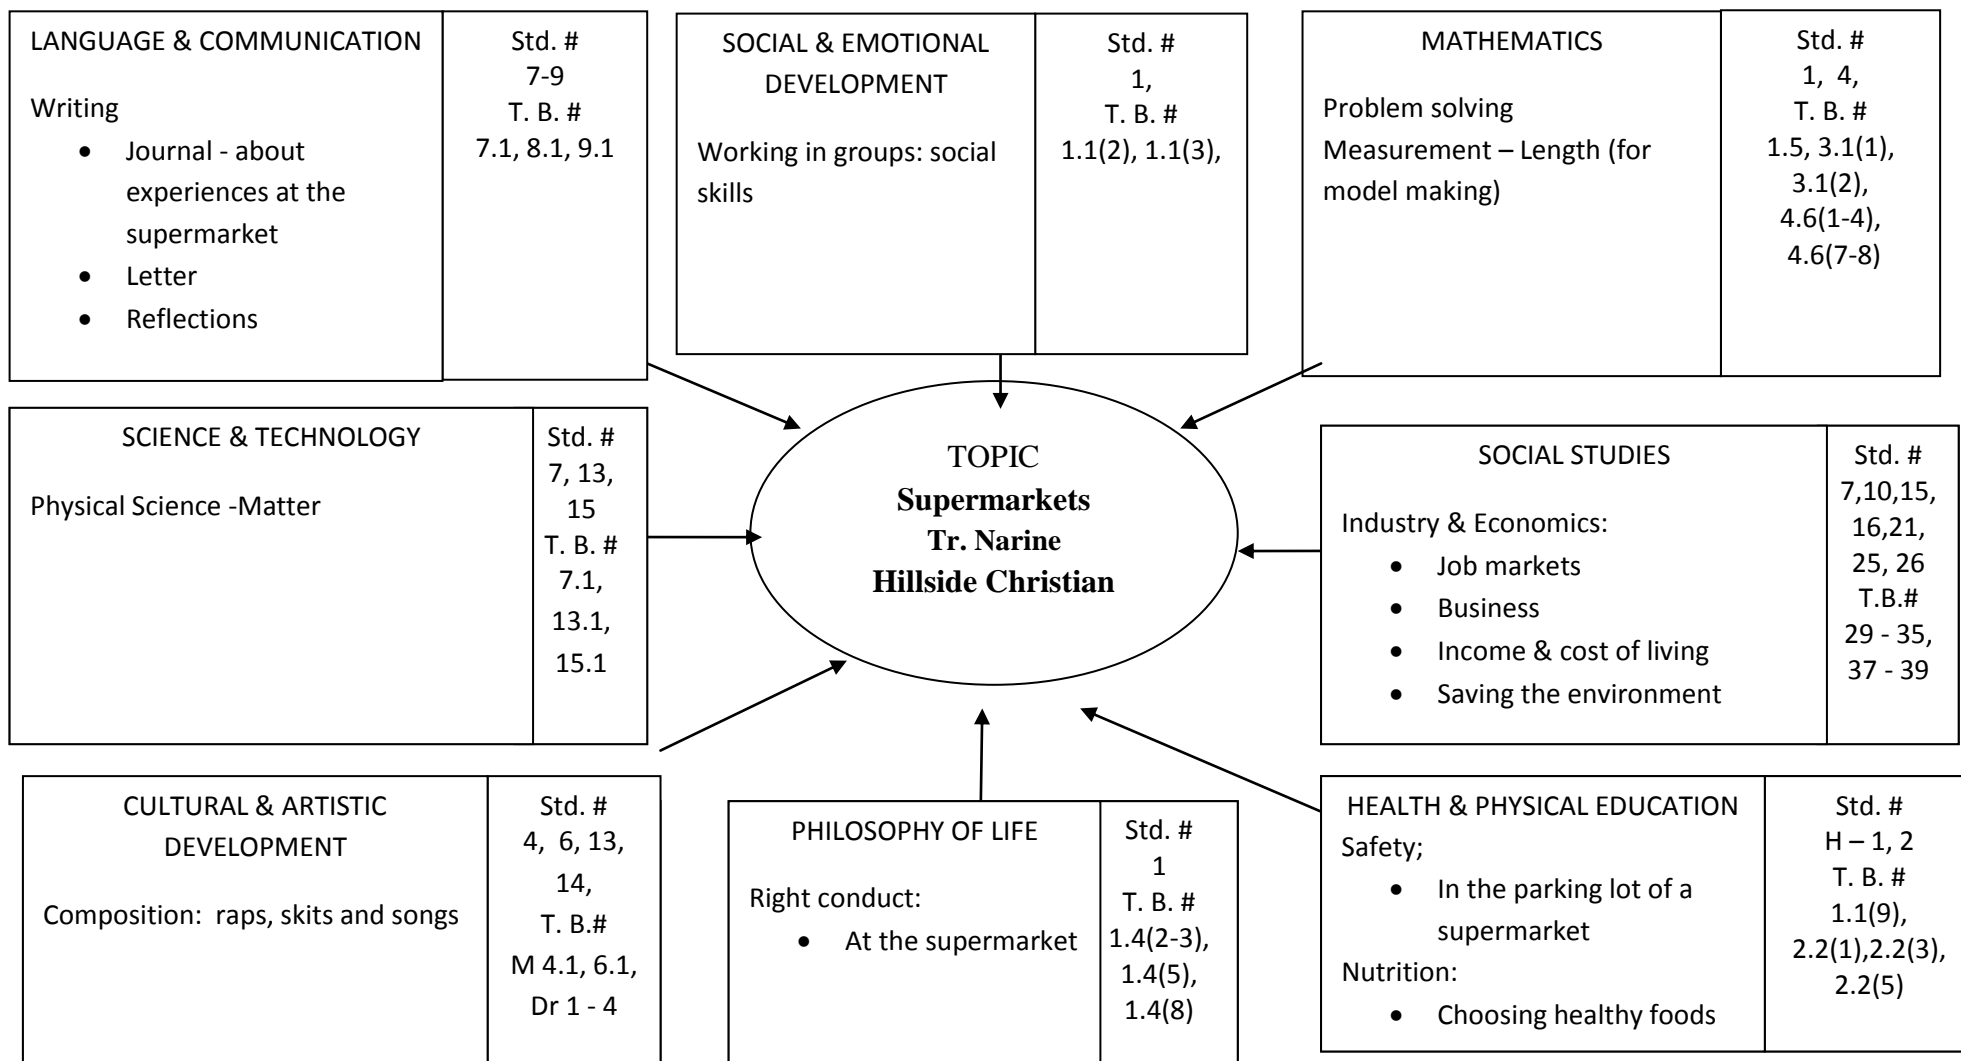 LANGUAGE & COMMUNICATION
Writing
• Journal - about
experiences at the
supermarket
• Letter
• Reflections
Std. #
7-9
T. B. #
7.1, 8.1, 9.1
SOCIAL & EMOTIONAL
DEVELOPMENT
Working in groups: social
skills
Std. #
1,
T. B. #
1.1(2), 1.1(3),
MATHEMATICS
Problem solving
Measurement – Length (for
model making)
Std. #
1, 4,
T. B. #
1.5, 3.1(1),
3.1(2),
4.6(1-4),
4.6(7-8)
SCIENCE & TECHNOLOGY
Physical Science -Matter
Std. #
7, 13,
15
T. B. #
7.1,
13.1,
15.1
TOPIC
Supermarkets
Tr. Narine
Hillside Christian
SOCIAL STUDIES
Industry & Economics:
• Job markets
• Business
• Income & cost of living
• Saving the environment
Std. #
7,10,15,
16,21,
25, 26
T.B.#
29 - 35,
37 - 39
CULTURAL & ARTISTIC
DEVELOPMENT
Composition: raps, skits and songs
Std. #
4, 6, 13,
14,
T. B.#
M 4.1, 6.1,
Dr 1 - 4
PHILOSOPHY OF LIFE
Right conduct:
• At the supermarket
Std. #
1
T. B. #
1.4(2-3),
1.4(5),
1.4(8)
HEALTH & PHYSICAL EDUCATION
Safety;
• In the parking lot of a
supermarket
Nutrition:
• Choosing healthy foods
Std. #
H – 1, 2
T. B. #
1.1(9),
2.2(1),2.2(3),
2.2(5)